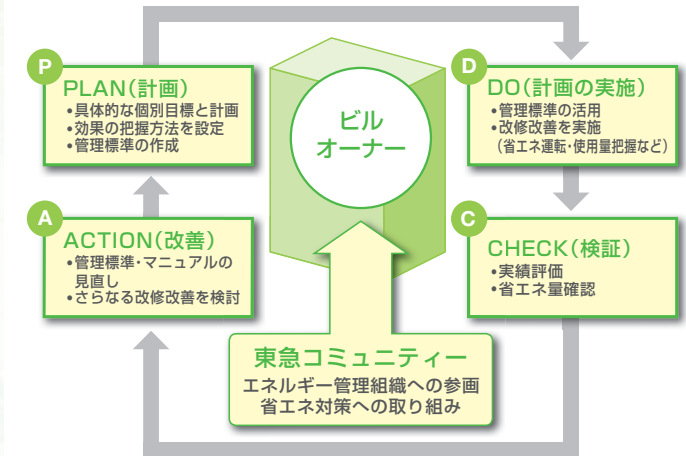 P
PLAN(計画)
•具体的な個別目標と計画
•効果の把握方法を設定
•管理標準の作成
D
DO(計画の実施)
•管理標準の活用
•改修改善を実施
(省エネ運転・使用量把握など)
ビル
オーナー
A
ACTION(改善)
•管理標準・マニュアルの
見直し
•さらなる改修改善を検討
C
CHECK(検証)
•実績評価
•省エネ量確認
東急コミュニティー
エネルギー管理組織への参画
省エネ対策への取り組み